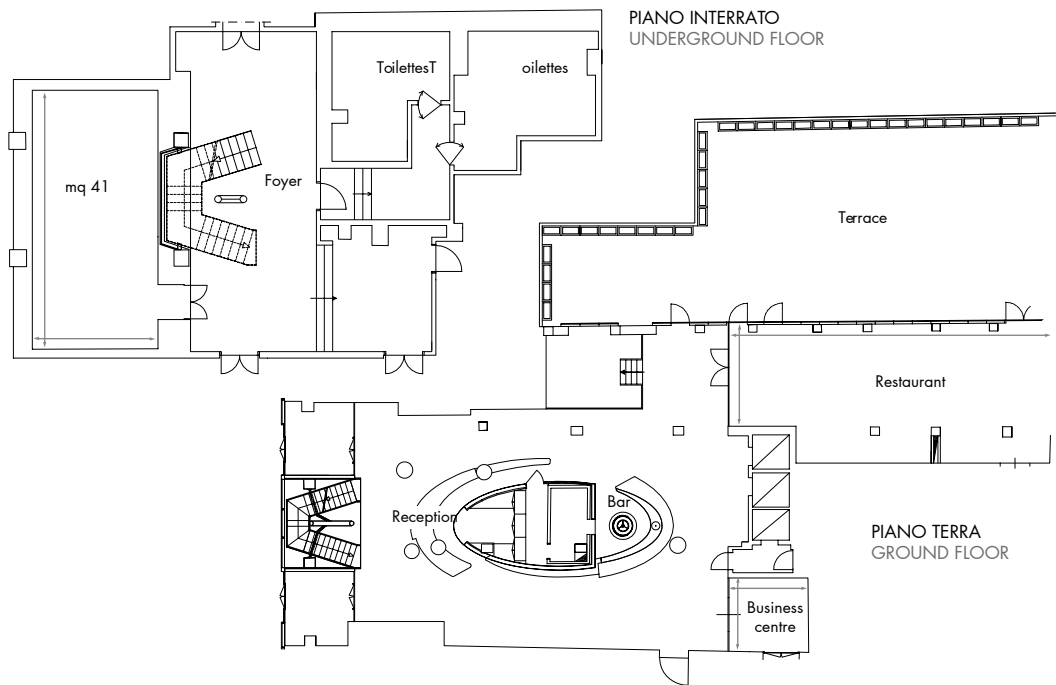 PIANO INTERRATO
UNDERGROUND FLOOR
ToilettesT
oilettes
mq 41
Foyer
Terrace
Restaurant
Reception
Bar
PIANO TERRA
GROUND FLOOR
Business
centre